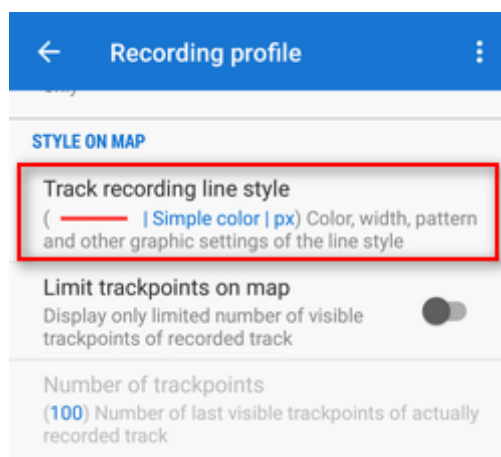 Recording profile
STYLE ON MAP
Track recording line style
( | Simple color | px) Color, width, pattern
and other graphic settings of the line style
Limit trackpoints on map
Display only limited number of visible
trackpoints of recorded track
Number of trackpoints
(100) Number of last visible trackpoints of actually
recorded track